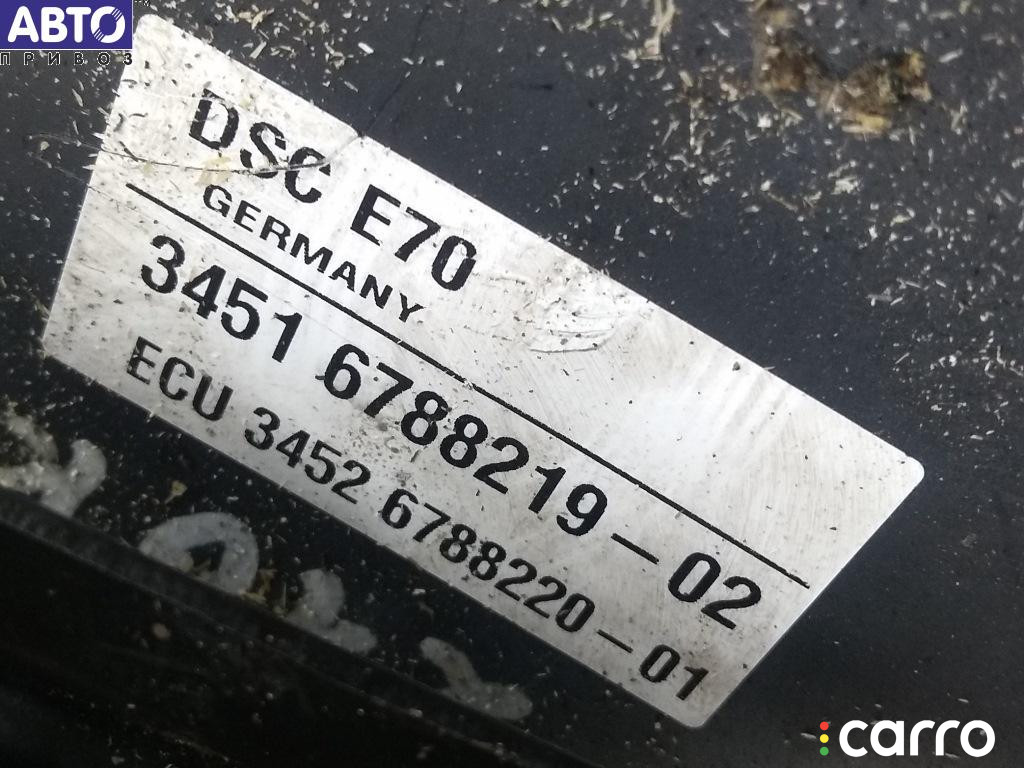 АВТО
ПРИВОЗ
DSC E70
GERMANY
3451 6788219-02
ECU 3452 6788220-01
carro